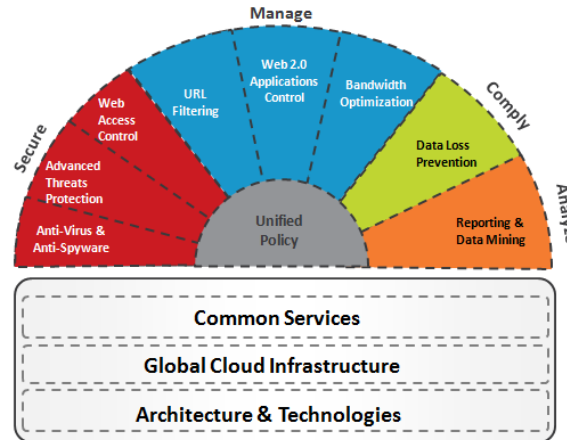 Manage
Secure
Comply
Analyze
Anti-Virus &
Anti-Spyware
Advanced
Threats
Protection
Web
Access
Control
URL
Filtering
Web 2.0
Applications
Control
Bandwidth
Optimization
Data Loss
Prevention
Reporting &
Data Mining
Unified
Policy
Common Services
Global Cloud Infrastructure
Architecture & Technologies